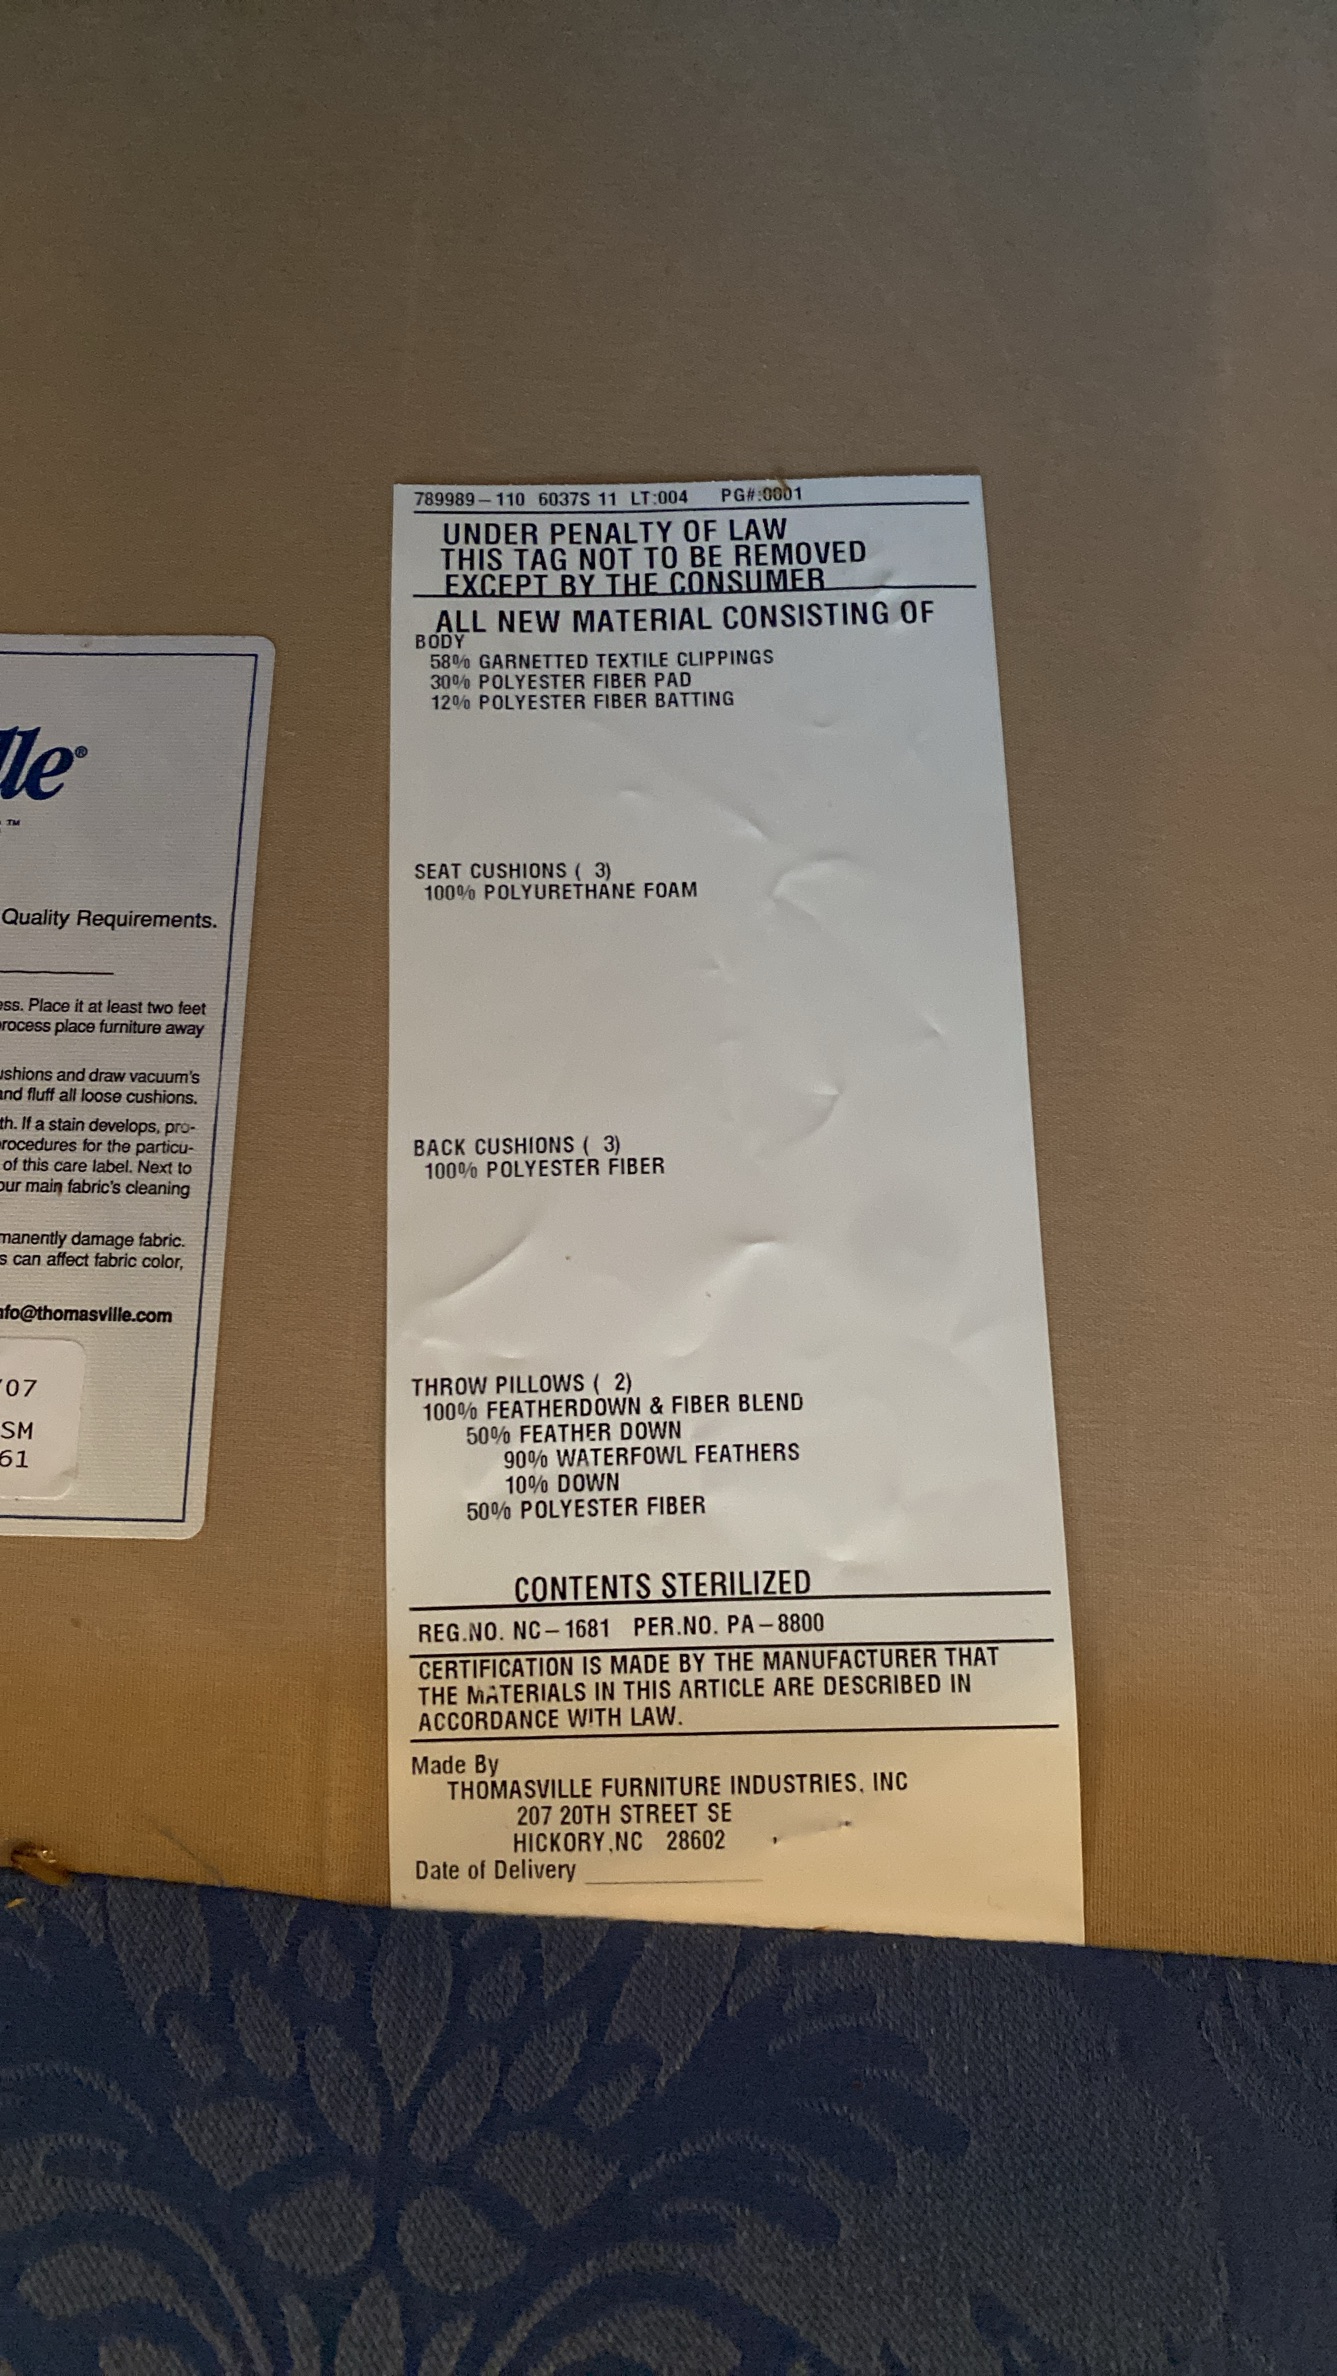 789989-110 6037S 11 LT:004 PG#:0001
UNDER PENALTY OF LAW
THIS TAG NOT TO BE REMOVED
EXCEPT BY THE CONSUMER
ALL NEW MATERIAL CONSISTING OF
BODY
58% GARNETTED TEXTILE CLIPPINGS
30% POLYESTER FIBER PAD
12% POLYESTER FIBER BATTING
SEAT CUSHIONS ( 3)
100% POLYURETHANE FOAM
BACK CUSHIONS ( 3)
100% POLYESTER FIBER
THROW PILLOWS ( 2)
100% FEATHERDOWN & FIBER BLEND
50% FEATHER DOWN
90% WATERFOWL FEATHERS
10% DOWN
50% POLYESTER FIBER
CONTENTS STERILIZED
REG.NO. NC-1681 PER.NO. PA-8800
CERTIFICATION IS MADE BY THE MANUFACTURER THAT
THE MATERIALS IN THIS ARTICLE ARE DESCRIBED IN
ACCORDANCE WITH LAW.
Made By
THOMASVILLE FURNITURE INDUSTRIES, INC
207 20TH STREET SE
HICKORY,NC 28602
Date of Delivery
lle®
™
Quality Requirements.
ess. Place it at least two feet
rocess place furniture away
ushions and draw vacuum's
and fluff all loose cushions.
th. If a stain develops, pro-
rocedures for the particu-
of this care label. Next to
our main fabric's cleaning
manently damage fabric.
s can affect fabric color,
nfo@thomasville.com
/07
SM
61